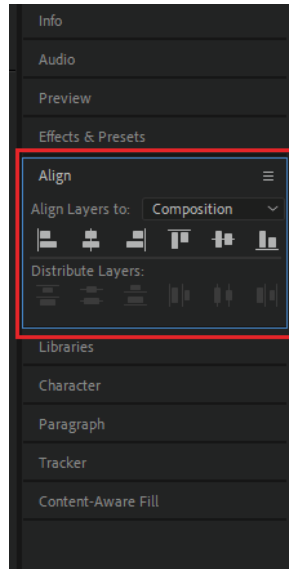 Info
Audio
Preview
Effects & Presets
Align
Align Layers to: Composition
Distribute Layers:
Libraries
Character
Paragraph
Tracker
Content-Aware Fill